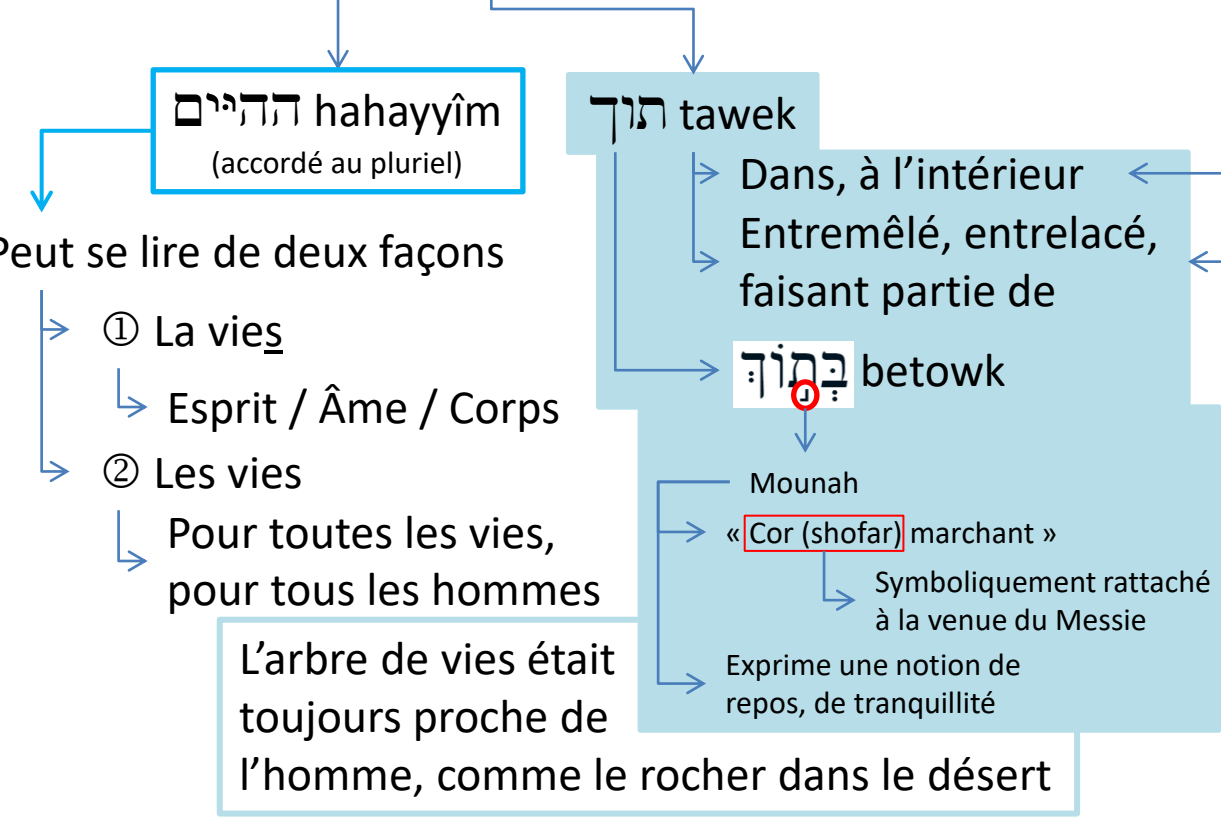 החיּים hahayyîm
(accordé au pluriel)
Peut se lire de deux façons
① La vies
Esprit / Âme / Corps
② Les vies
Pour toutes les vies,
pour tous les hommes
תוך tawek
Dans, à l’intérieur
Entremêlé, entrelacé,
faisant partie de
בְּת֣וֹךְ betowk
Mounah
« Cor (shofar) marchant »
Symboliquement rattaché
à la venue du Messie
Exprime une notion de
repos, de tranquillité
L’arbre de vies était
toujours proche de
l’homme, comme le rocher dans le désert